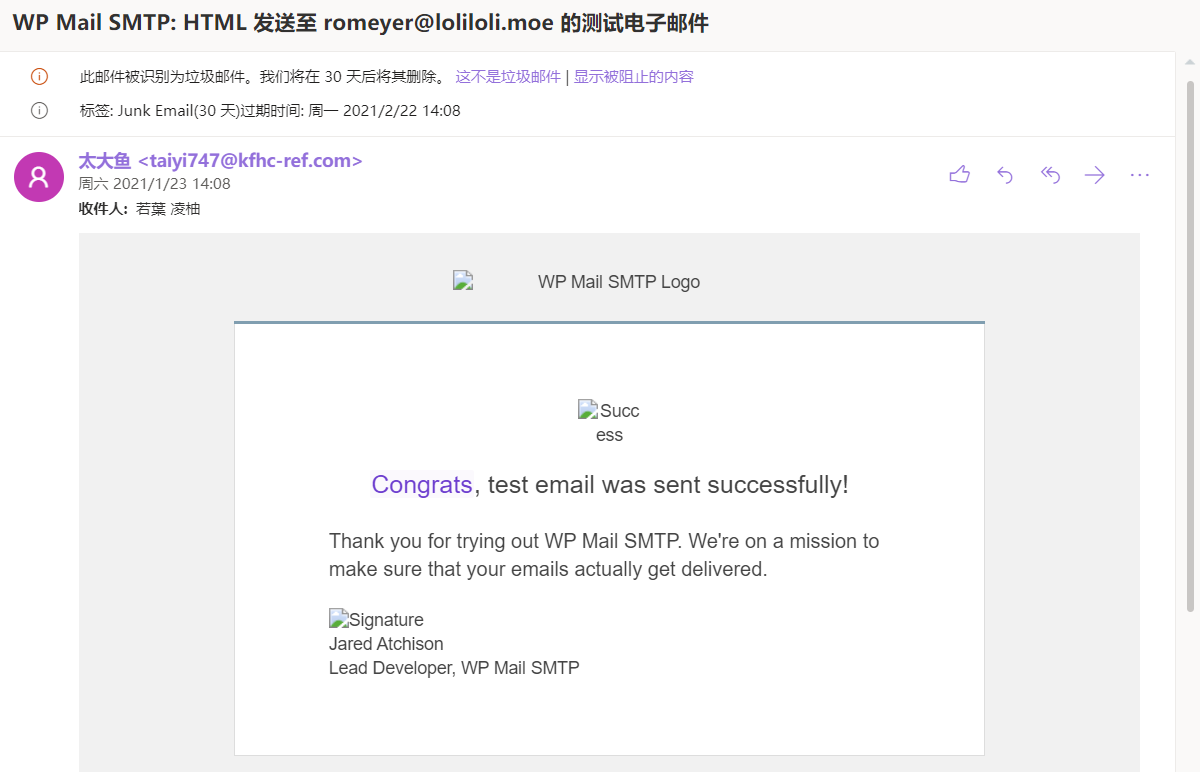 WP Mail SMTP: HTML 发送至 romeyer@loliloli.moe 的测试电子邮件
此邮件被识别为垃圾邮件。我们将在 30 天后将其删除。 这不是垃圾邮件 | 显示被阻止的内容
标签: Junk Email(30 天)过期时间: 周一 2021/2/22 14:08
太大鱼 <taiyi747@kfhc-ref.com>
周六 2021/1/23 14:08
收件人: 若葉 凌柚
WP Mail SMTP Logo
Succ
ess
Congrats, test email was sent successfully!
Thank you for trying out WP Mail SMTP. We're on a mission to
make sure that your emails actually get delivered.
Signature
Jared Atchison
Lead Developer, WP Mail SMTP